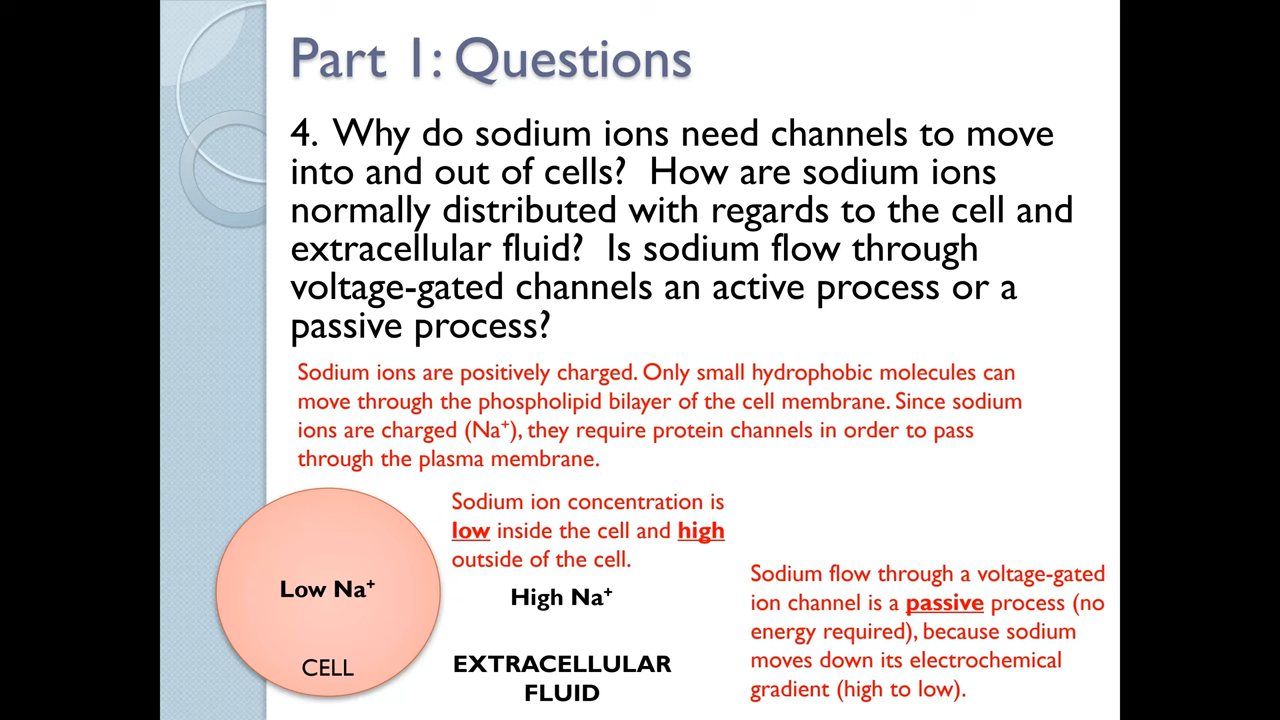 Part 1: Questions
4. Why do sodium ions need channels to move
into and out of cells? How are sodium ions
normally distributed with regards to the cell and
extracellular fluid? Is sodium flow through
voltage-gated channels an active process or a
passive process?
Sodium ions are positively charged. Only small hydrophobic molecules can
move through the phospholipid bilayer of the cell membrane. Since sodium
ions are charged (Na⁺), they require protein channels in order to pass
through the plasma membrane.
Low Na⁺
CELL
Sodium ion concentration is
low inside the cell and high
outside of the cell.
High Na⁺
EXTRACELLULAR
FLUID
Sodium flow through a voltage-gated
ion channel is a passive process (no
energy required), because sodium
moves down its electrochemical
gradient (high to low).